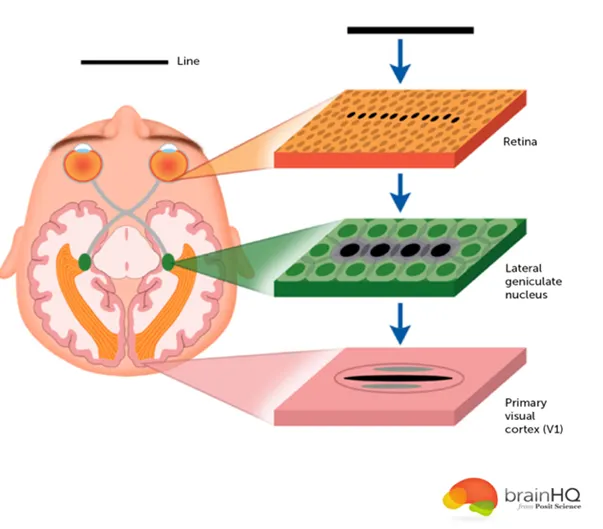 Line
Retina
Lateral
geniculate
nucleus
Primary
visual
cortex (V1)
brainHQ
from Posit Science